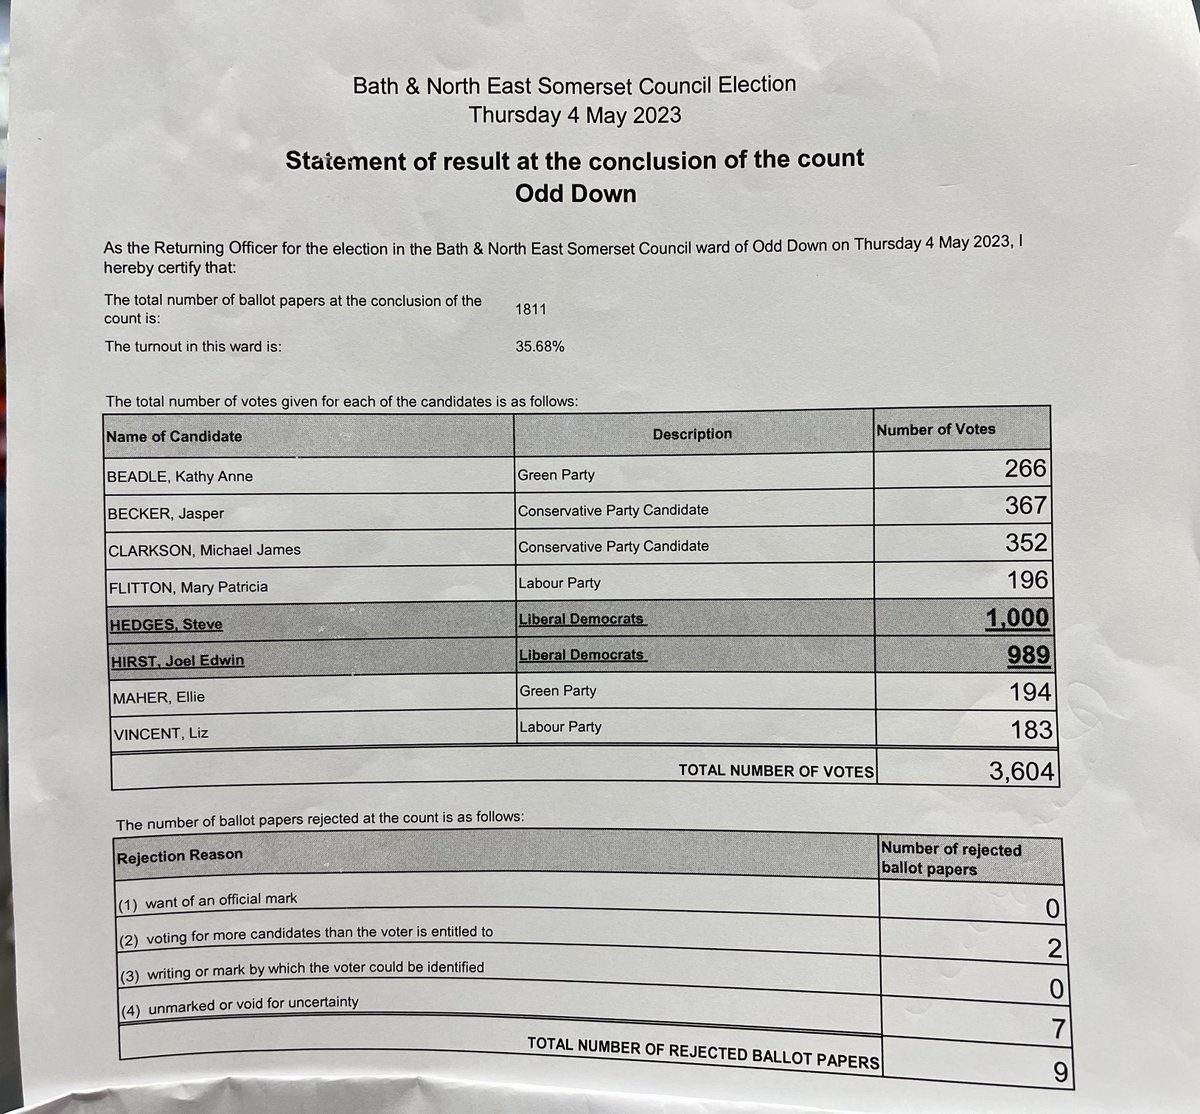 Bath & North East Somerset Council Election
Thursday 4 May 2023
Statement of result at the conclusion of the count
Odd Down
As the Returning Officer for the election in the Bath & North East Somerset Council ward of Odd Down on Thursday 4 May 2023, I
hereby certify that:
The total number of ballot papers at the conclusion of the
count is: 1811
The turnout in this ward is: 35.68%
The total number of votes given for each of the candidates is as follows:
Name of Candidate Description Number of Votes
BEADLE, Kathy Anne Green Party 266
BECKER, Jasper Conservative Party Candidate 367
CLARKSON, Michael James Conservative Party Candidate 352
FLITTON, Mary Patricia Labour Party 196
HEDGES, Steve Liberal Democrats 1,000
HIRST, Joel Edwin Liberal Democrats 989
MAHER, Ellie Green Party 194
VINCENT, Liz Labour Party 183
TOTAL NUMBER OF VOTES 3,604
The number of ballot papers rejected at the count is as follows:
Rejection Reason Number of rejected
ballot papers
(1) want of an official mark 0
(2) voting for more candidates than the voter is entitled to 2
(3) writing or mark by which the voter could be identified 0
(4) unmarked or void for uncertainty 7
TOTAL NUMBER OF REJECTED BALLOT PAPERS 9